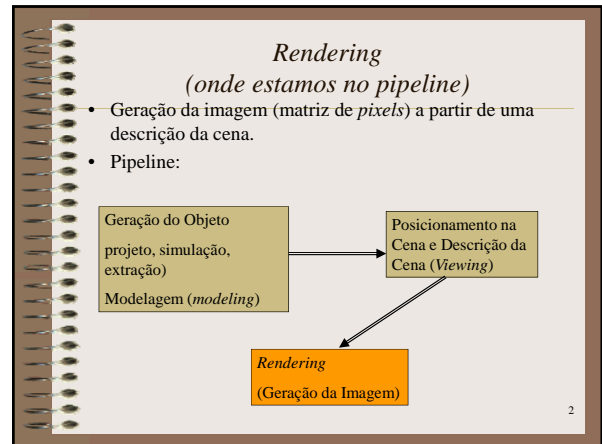 Rendering
(onde estamos no pipeline)
• Geração da imagem (matriz de pixels) a partir de uma
descrição da cena.
• Pipeline:
Geração do Objeto
projeto, simulação,
extração)
Modelagem (modeling)
Posicionamento na
Cena e Descrição da
Cena (Viewing)
Rendering
(Geração da Imagem)
2